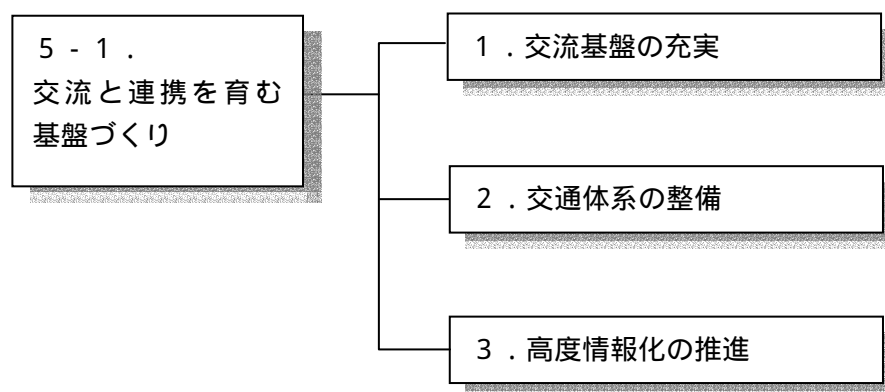 5-1.
交流と連携を育む
基盤づくり
1.交流基盤の充実
2.交通体系の整備
3.高度情報化の推進